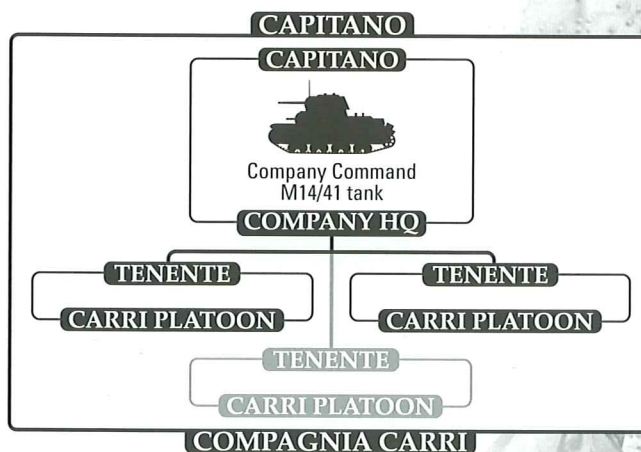 CAPITANO
CAPITANO
Company Command
M14/41 tank
COMPANY HQ
TENENTE
CARRI PLATOON
TENENTE
CARRI PLATOON
TENENTE
CARRI PLATOON
COMPAGNIA CARRI